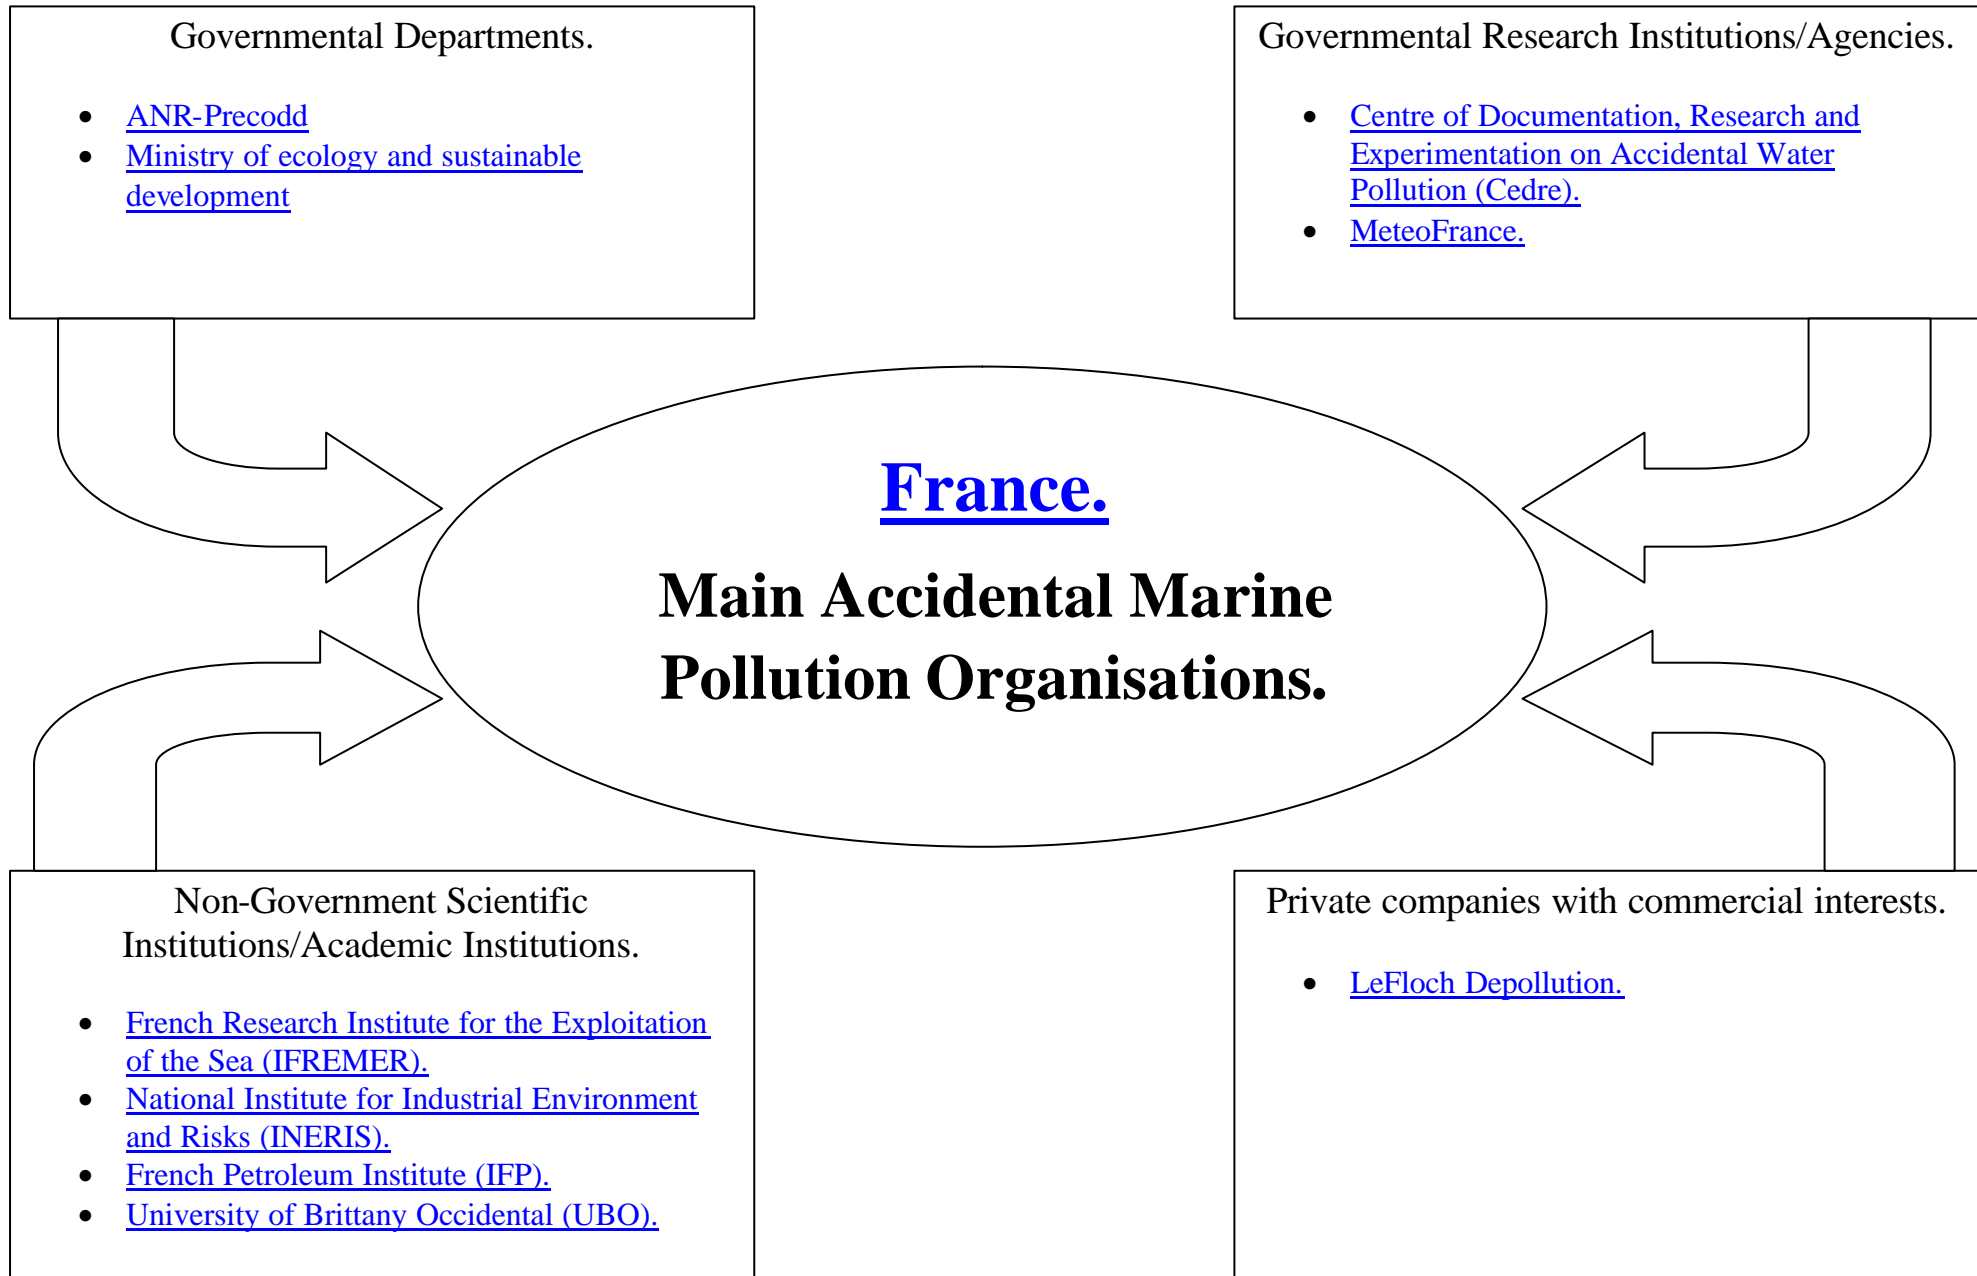 Governmental Departments.
• ANR-Precodd
• Ministry of ecology and sustainable
development
Governmental Research Institutions/Agencies.
• Centre of Documentation, Research and
Experimentation on Accidental Water
Pollution (Cedre).
• MeteoFrance.
France.
Main Accidental Marine
Pollution Organisations.
Non-Government Scientific
Institutions/Academic Institutions.
• French Research Institute for the Exploitation
of the Sea (IFREMER).
• National Institute for Industrial Environment
and Risks (INERIS).
• French Petroleum Institute (IFP).
• University of Brittany Occidental (UBO).
Private companies with commercial interests.
• LeFloch Depollution.